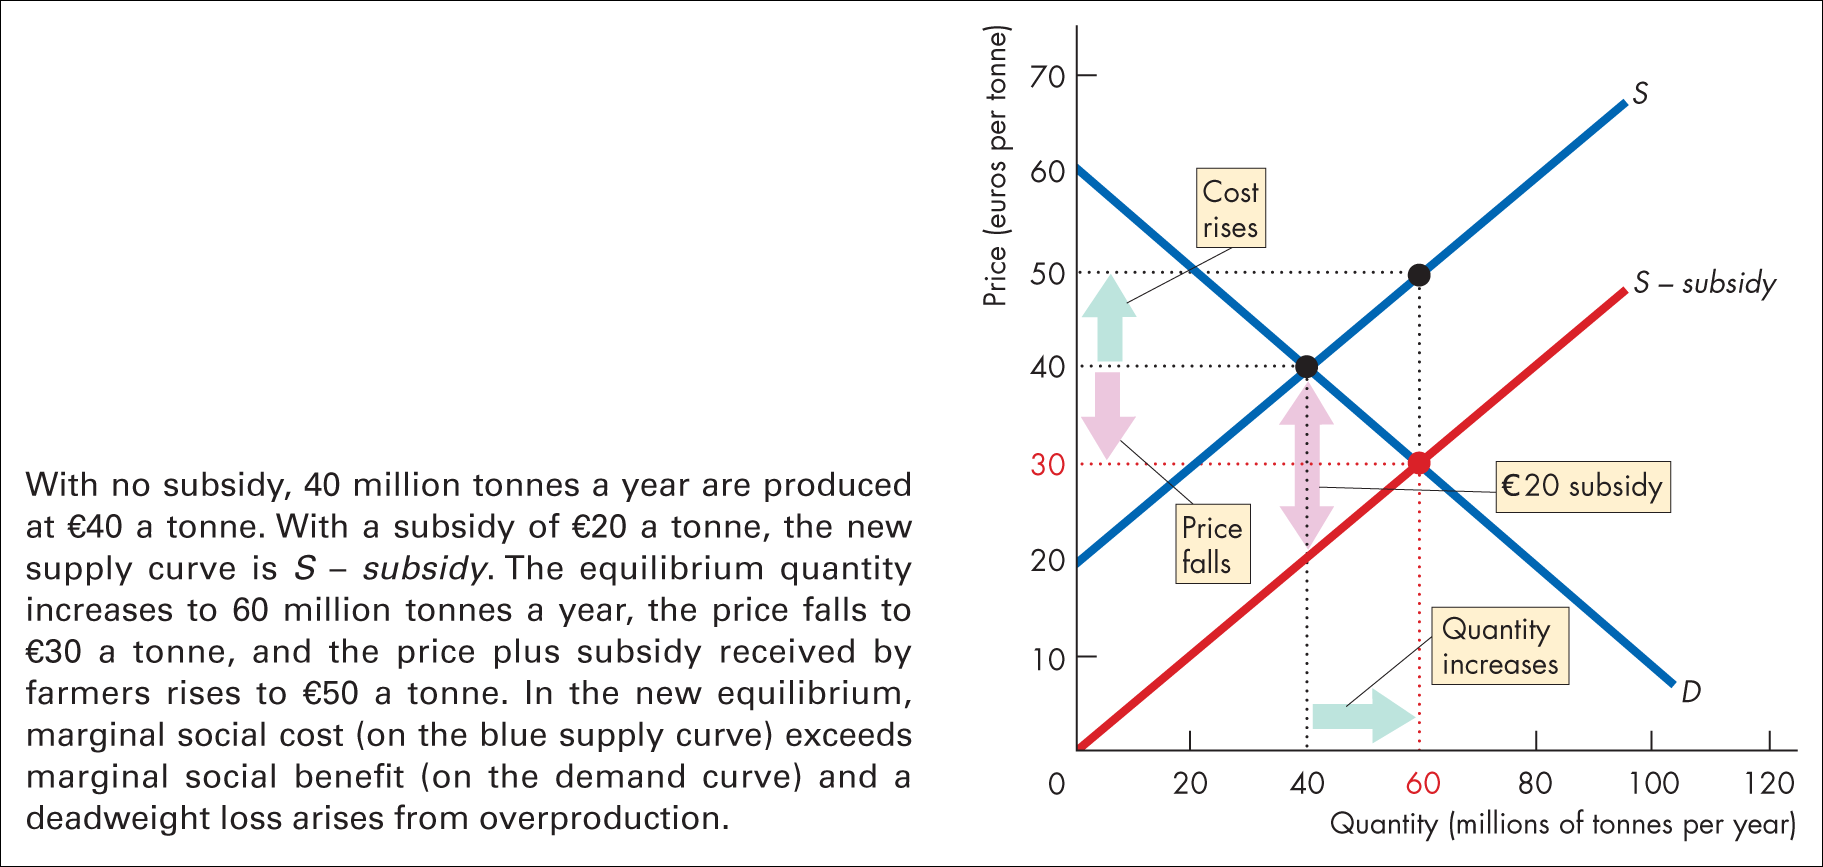 With no subsidy, 40 million tonnes a year are produced
at €40 a tonne. With a subsidy of €20 a tonne, the new
supply curve is S – subsidy. The equilibrium quantity
increases to 60 million tonnes a year, the price falls to
€30 a tonne, and the price plus subsidy received by
farmers rises to €50 a tonne. In the new equilibrium,
marginal social cost (on the blue supply curve) exceeds
marginal social benefit (on the demand curve) and a
deadweight loss arises from overproduction.
Price (euros per tonne)
70
60
50
40
30
20
10
0
20
40
60
80
100
120
Quantity (millions of tonnes per year)
S
S – subsidy
D
Cost
rises
Price
falls
€20 subsidy
Quantity
increases